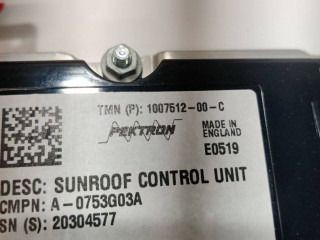 TMN (P): 1007512-00-C
PEKTRON
MADE IN
ENGLAND
E0519
DESC: SUNROOF CONTROL UNIT
CMPN: A-0753G03A
SN (S): 20304577